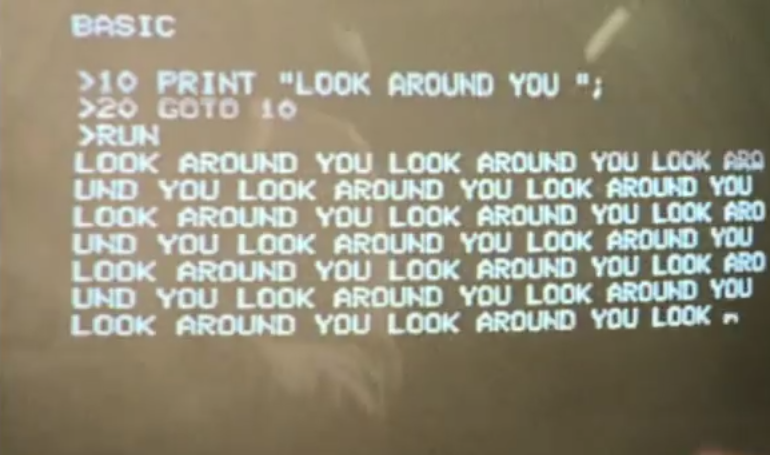 BASIC
>10 PRINT "LOOK AROUND YOU ";
>20 GOTO 10
>RUN
LOOK AROUND YOU LOOK AROUND YOU LOOK ARO
UND YOU LOOK AROUND YOU LOOK AROUND YOU
LOOK AROUND YOU LOOK AROUND YOU LOOK ARO
UND YOU LOOK AROUND YOU LOOK AROUND YOU
LOOK AROUND YOU LOOK AROUND YOU LOOK ARO
UND YOU LOOK AROUND YOU LOOK AROUND YOU
LOOK AROUND YOU LOOK AROUND YOU LOOK